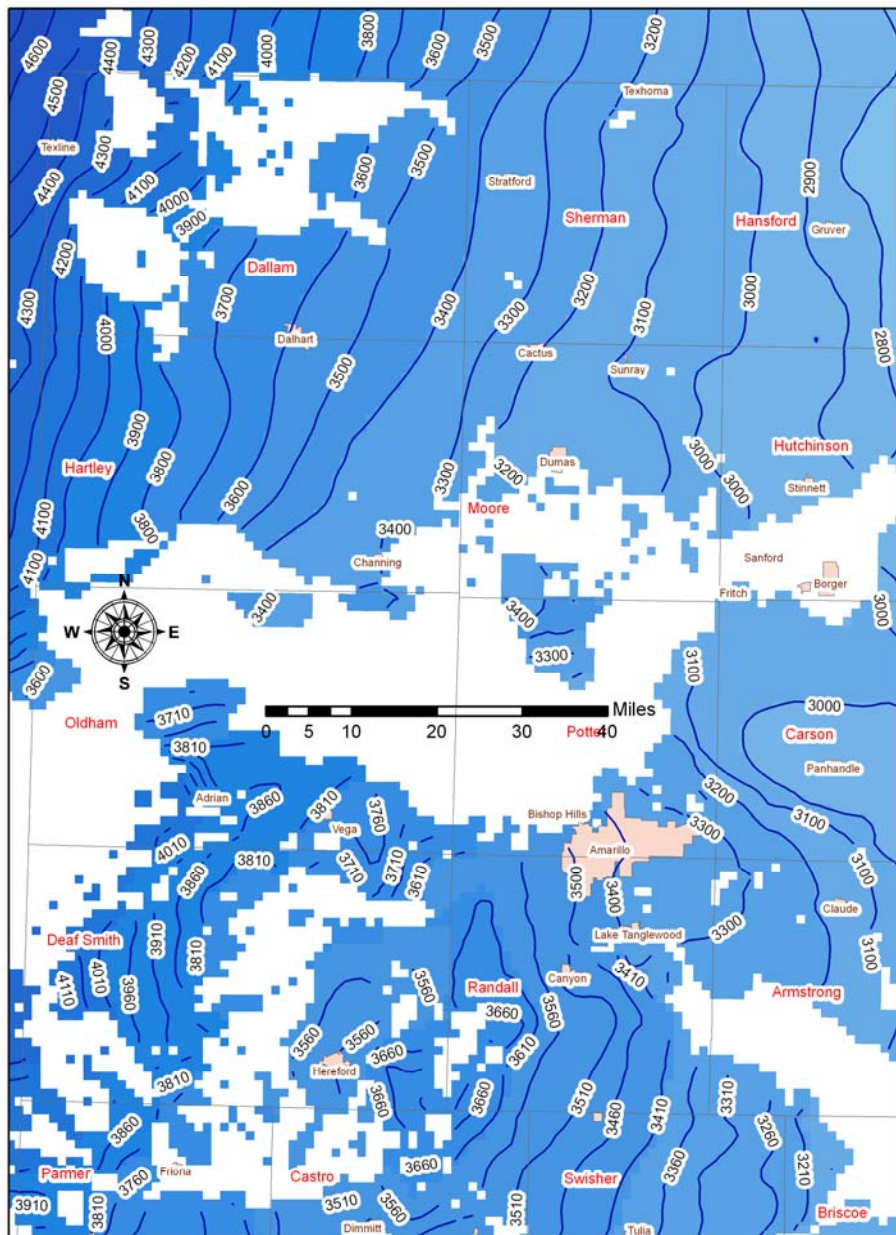 4600
4400
4300
4200
4100
4000
3800
3600
3500
3200
4500
Texhoma
Texline
4300
4400
4100
4000
3900
3600
3500
Stratford
2900
Sherman
Hansford
Gruver
4200
Dallam
4300
3700
3400
3300
3200
3100
3000
4000
Dalhart
3500
Cactus
Sunray
2800
3900
Hartley
3800
3600
3300
3200
Dumas
3000
3000
Hutchinson
Stinnett
4100
3800
3400
Moore
4100
Channing
Sanford
Borger
Fritch
N
W E
S
3400
3400
3300
3000
3600
3100
Oldham
3710
0 5 10 20 30 40 Miles
Potter
3000
Carson
3810
3200
Panhandle
Adrian
3860
3810
3760
Vega
Bishop Hills
Amarillo
3300
3100
4010
3860
3810
3710
3710
3610
3500
3400
3100
Claude
Deaf Smith
3910
3810
Lake Tanglewood
3300
3100
4110
4010
3960
Randall
3560
3560
Canyon
3410
Armstrong
3660
3610
3560
3560
3660
Hereford
3660
3660
3510
3460
3410
3310
3810
3860
3260
3210
3360
Parmer
3760
Friona
Castro
3660
Swisher
3910
3810
3510
3560
Dimmitt
3510
Tulia
Briscoe